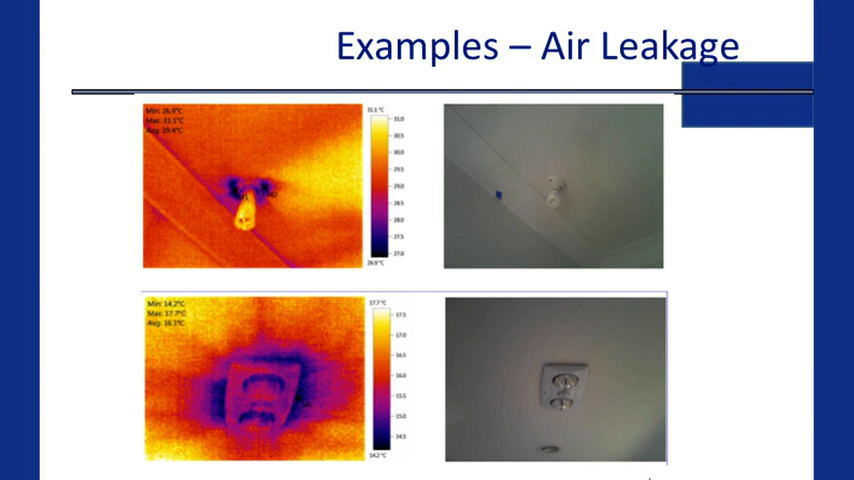 Examples – Air Leakage
Min: 26.9°C
Max: 31.1°C
Avg: 29.4°C
31.1 °C
31.0
30.5
30.0
29.5
29.0
28.5
28.0
27.5
27.0
26.9 °C
Min: 14.2°C
Max: 17.7°C
Avg: 16.1°C
17.7 °C
17.5
17.0
16.5
16.0
15.5
15.0
14.5
14.2 °C